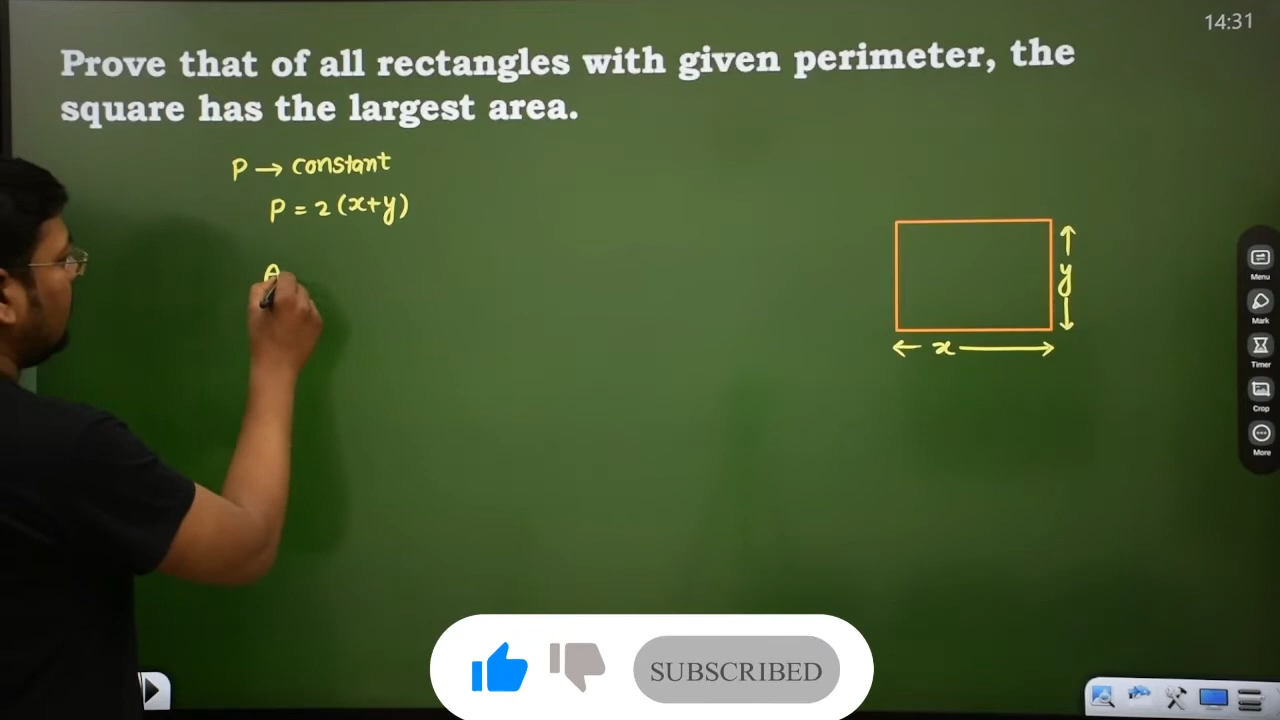 14:31
Prove that of all rectangles with given perimeter, the
square has the largest area.
P → constant
P = 2(x+y)
A
y
x
Menu
Mark
Timer
Crop
More
SUBSCRIBED